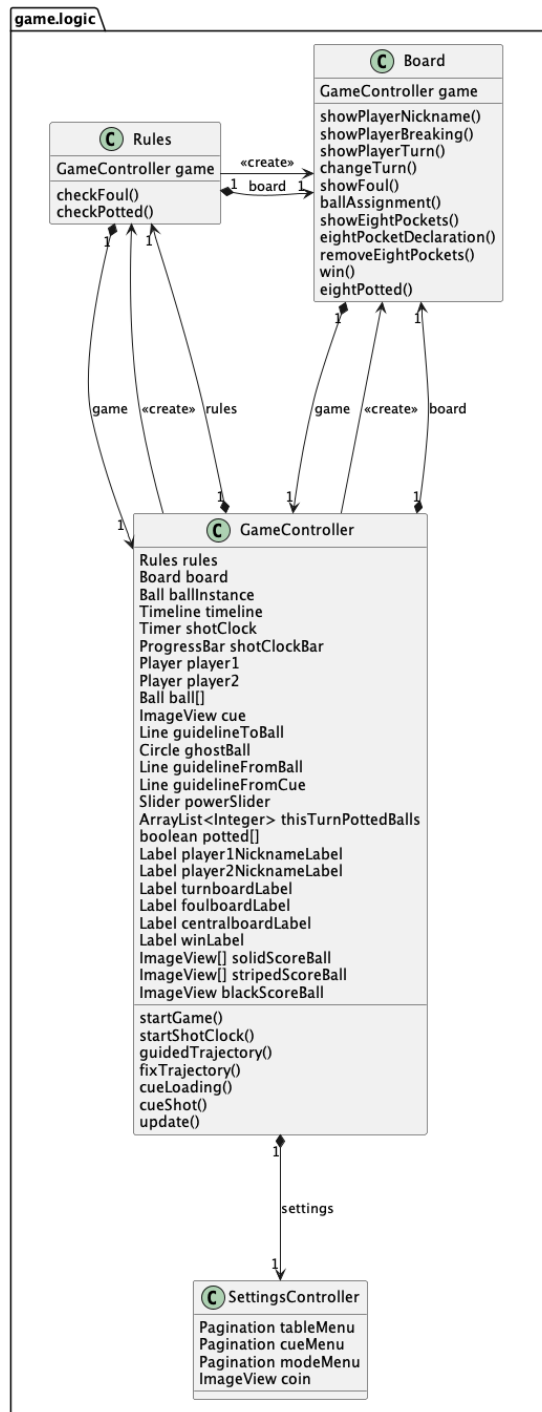 game.logic
C Board
GameController game
showPlayerNickname()
showPlayerBreaking()
showPlayerTurn()
changeTurn()
showFoul()
ballAssignment()
showEightPockets()
eightPocketDeclaration()
removeEightPockets()
win()
eightPotted()
C Rules
GameController game
checkFoul()
checkPotted()
«create»
1 board 1
1 1
1 1
game «create» rules
game «create» board
1 1
1 1
C GameController
Rules rules
Board board
Ball ballInstance
Timeline timeline
Timer shotClock
ProgressBar shotClockBar
Player player1
Player player2
Ball ball[]
ImageView cue
Line guidelineToBall
Circle ghostBall
Line guidelineFromBall
Line guidelineFromCue
Slider powerSlider
ArrayList<Integer> thisTurnPottedBalls
boolean potted[]
Label player1NicknameLabel
Label player2NicknameLabel
Label turnboardLabel
Label foulboardLabel
Label centralboardLabel
Label winLabel
ImageView[] solidScoreBall
ImageView[] stripedScoreBall
ImageView blackScoreBall
startGame()
startShotClock()
guidedTrajectory()
fixTrajectory()
cueLoading()
cueShot()
update()
1
settings
1
C SettingsController
Pagination tableMenu
Pagination cueMenu
Pagination modeMenu
ImageView coin